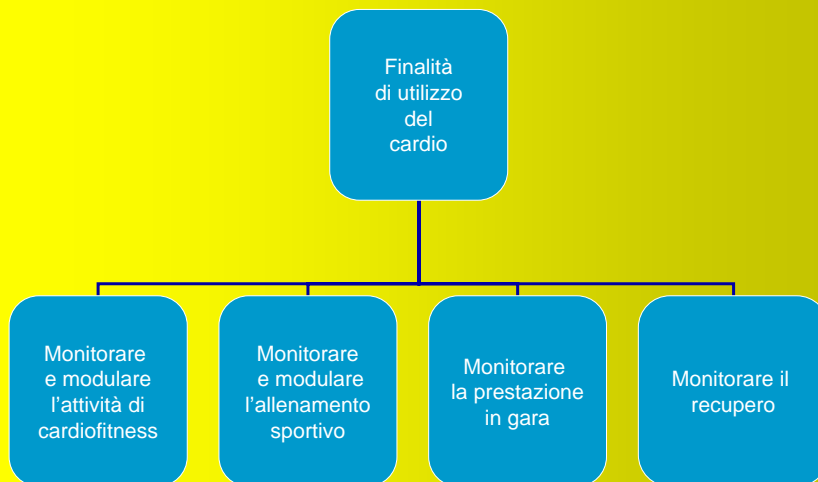 Finalità
di utilizzo
del
cardio
Monitorare
e modulare
l'attività di
cardiofitness
Monitorare
e modulare
l'allenamento
sportivo
Monitorare
la prestazione
in gara
Monitorare il
recupero